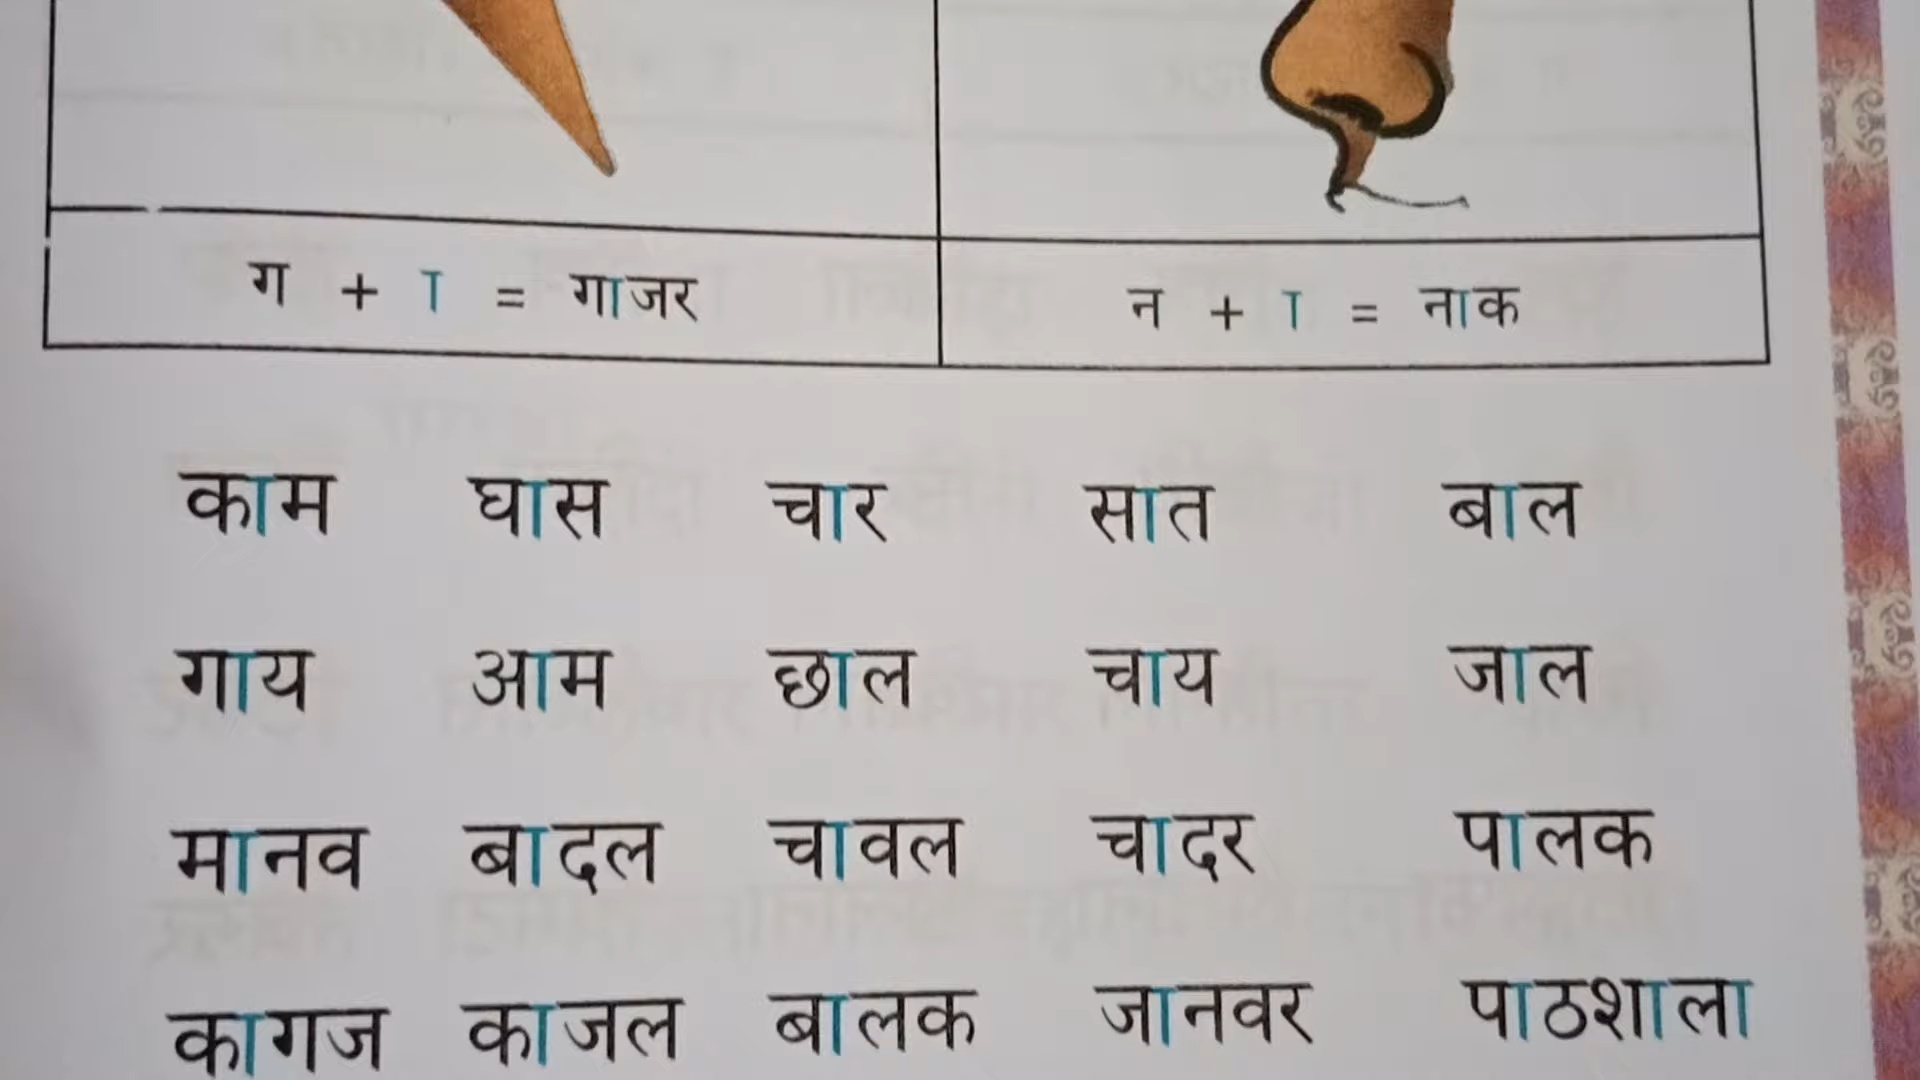 ग + ा = गाजर
न + ा = नाक
काम घास चार सात बाल
गाय आम छाल चाय जाल
मानव बादल चावल चादर पालक
कागज काजल बालक जानवर पाठशाला